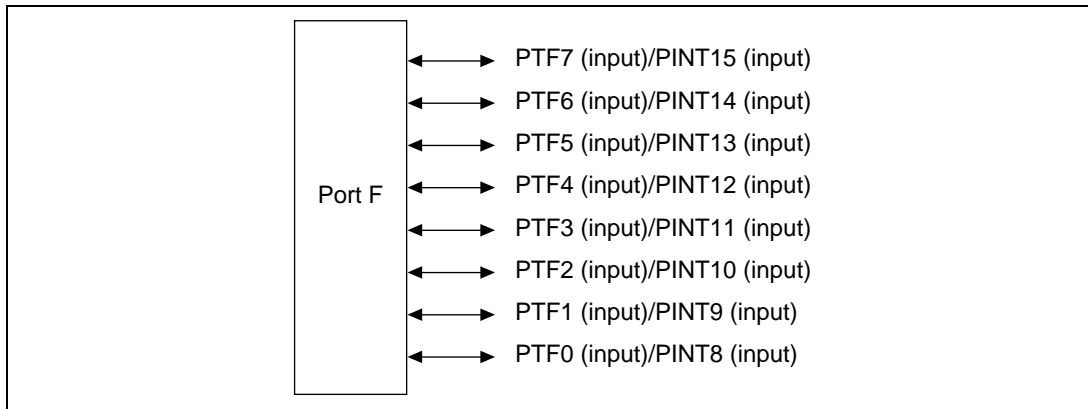 Port F
PTF7 (input)/PINT15 (input)
PTF6 (input)/PINT14 (input)
PTF5 (input)/PINT13 (input)
PTF4 (input)/PINT12 (input)
PTF3 (input)/PINT11 (input)
PTF2 (input)/PINT10 (input)
PTF1 (input)/PINT9 (input)
PTF0 (input)/PINT8 (input)